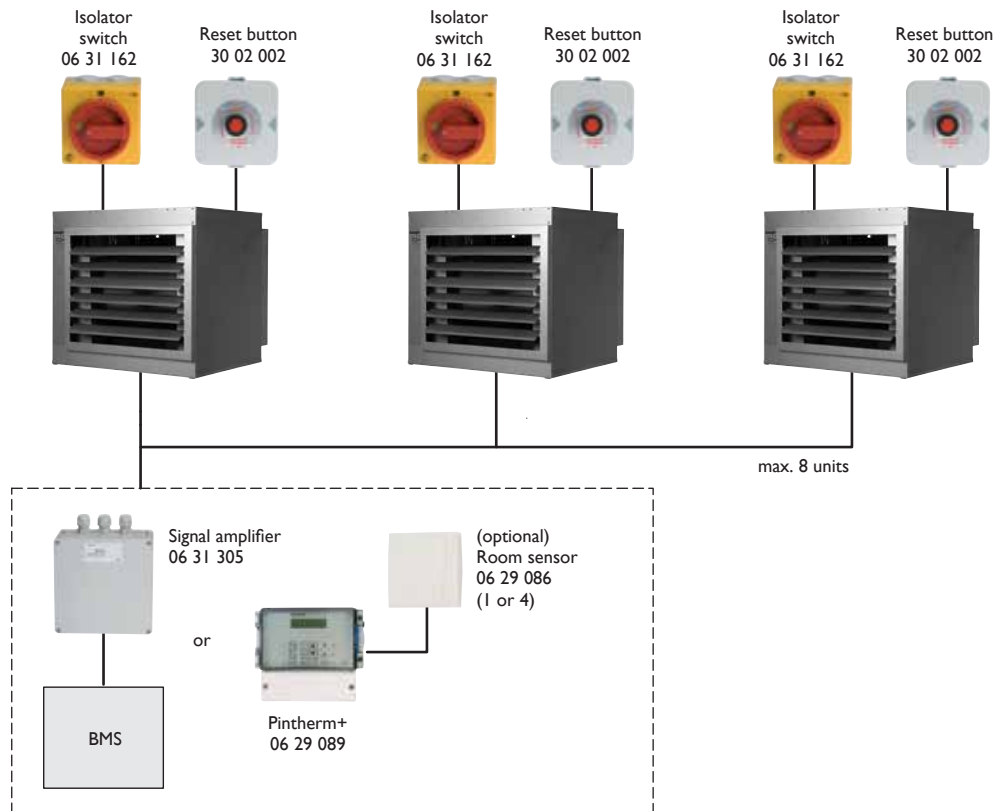 Isolator
switch
06 31 162
Reset button
30 02 002
Isolator
switch
06 31 162
Reset button
30 02 002
Isolator
switch
06 31 162
Reset button
30 02 002
max. 8 units
Signal amplifier
06 31 305
(optional)
Room sensor
06 29 086
(1 or 4)
or
BMS
Pintherm+
06 29 089